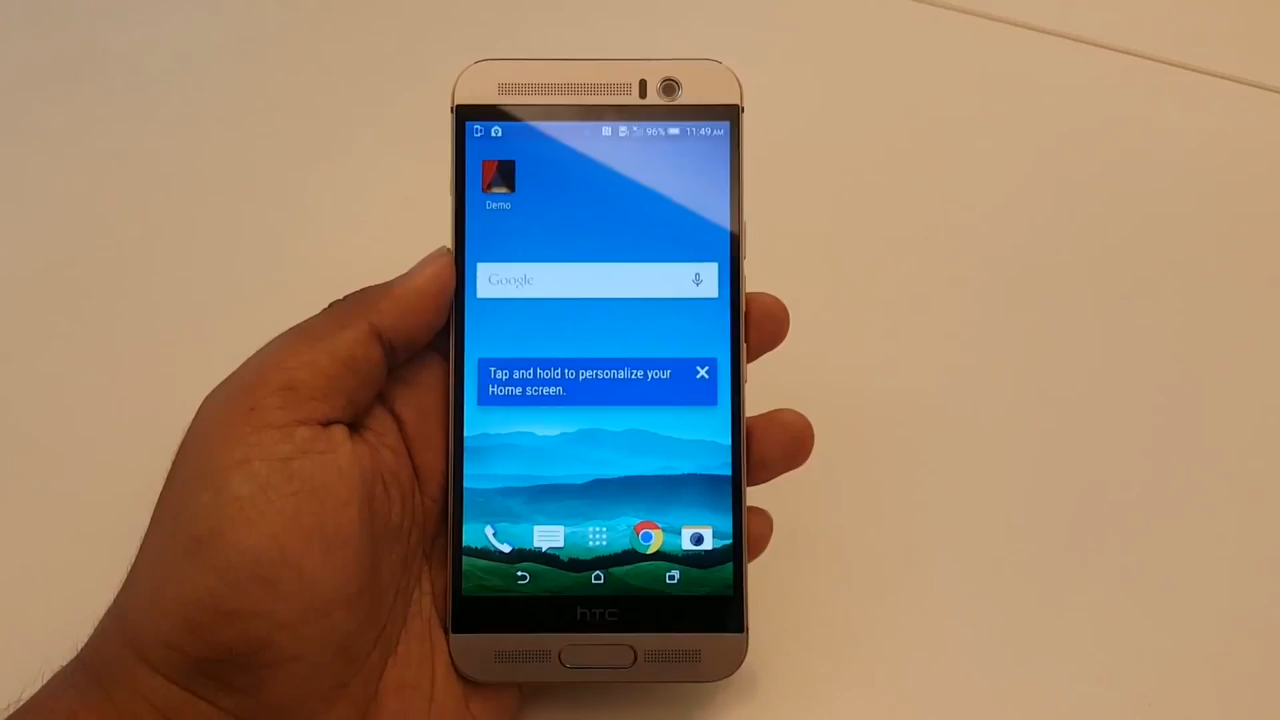 96% 11:49 AM
Demo
Google
Tap and hold to personalize your
Home screen.
hTC